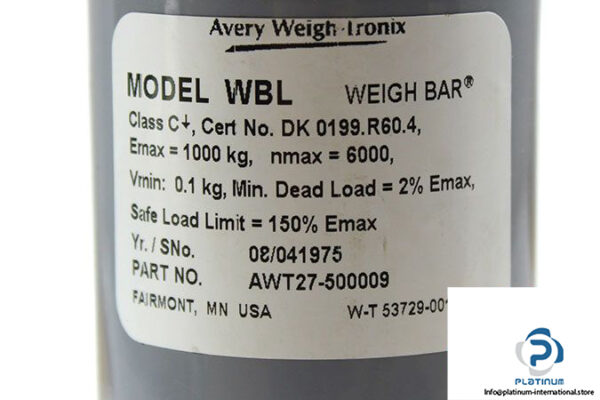 Avery Weigh-Tronix
MODEL WBL WEIGH BAR®
Class C↓, Cert No. DK 0199.R60.4,
Emax = 1000 kg, nmax = 6000,
Vmin: 0.1 kg, Min. Dead Load = 2% Emax,
Safe Load Limit = 150% Emax
Yr. / SNo. 08/041975
PART NO. AWT27-500009
FAIRMONT, MN USA W-T 53729-00
PLATINUM
Info@platinum-international.store